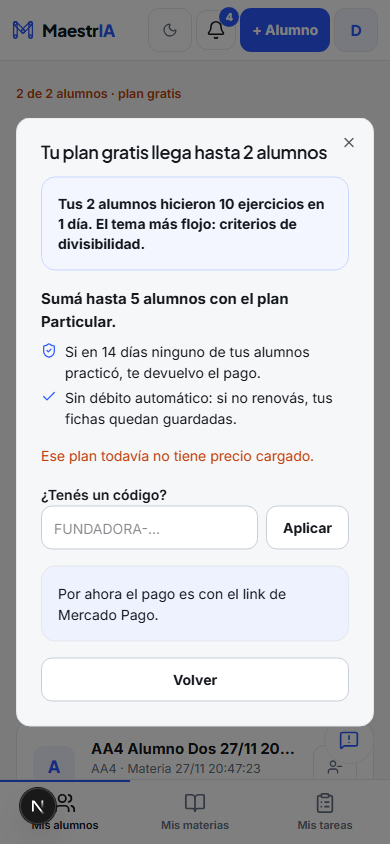 MaestrIA
4
+ Alumno
D
2 de 2 alumnos · plan gratis
Tu plan gratis llega hasta 2 alumnos
Tus 2 alumnos hicieron 10 ejercicios en
1 día. El tema más flojo: criterios de
divisibilidad.
Sumá hasta 5 alumnos con el plan
Particular.
Si en 14 días ninguno de tus alumnos
practicó, te devuelvo el pago.
Sin débito automático: si no renovás, tus
fichas quedan guardadas.
Ese plan todavía no tiene precio cargado.
¿Tenés un código?
FUNDADORA-...
Aplicar
Por ahora el pago es con el link de
Mercado Pago.
Volver
A
AA4 Alumno Dos 27/11 20...
AA4 · Materia 27/11 20:47:23
N
Mis alumnos
Mis materias
Mis tareas